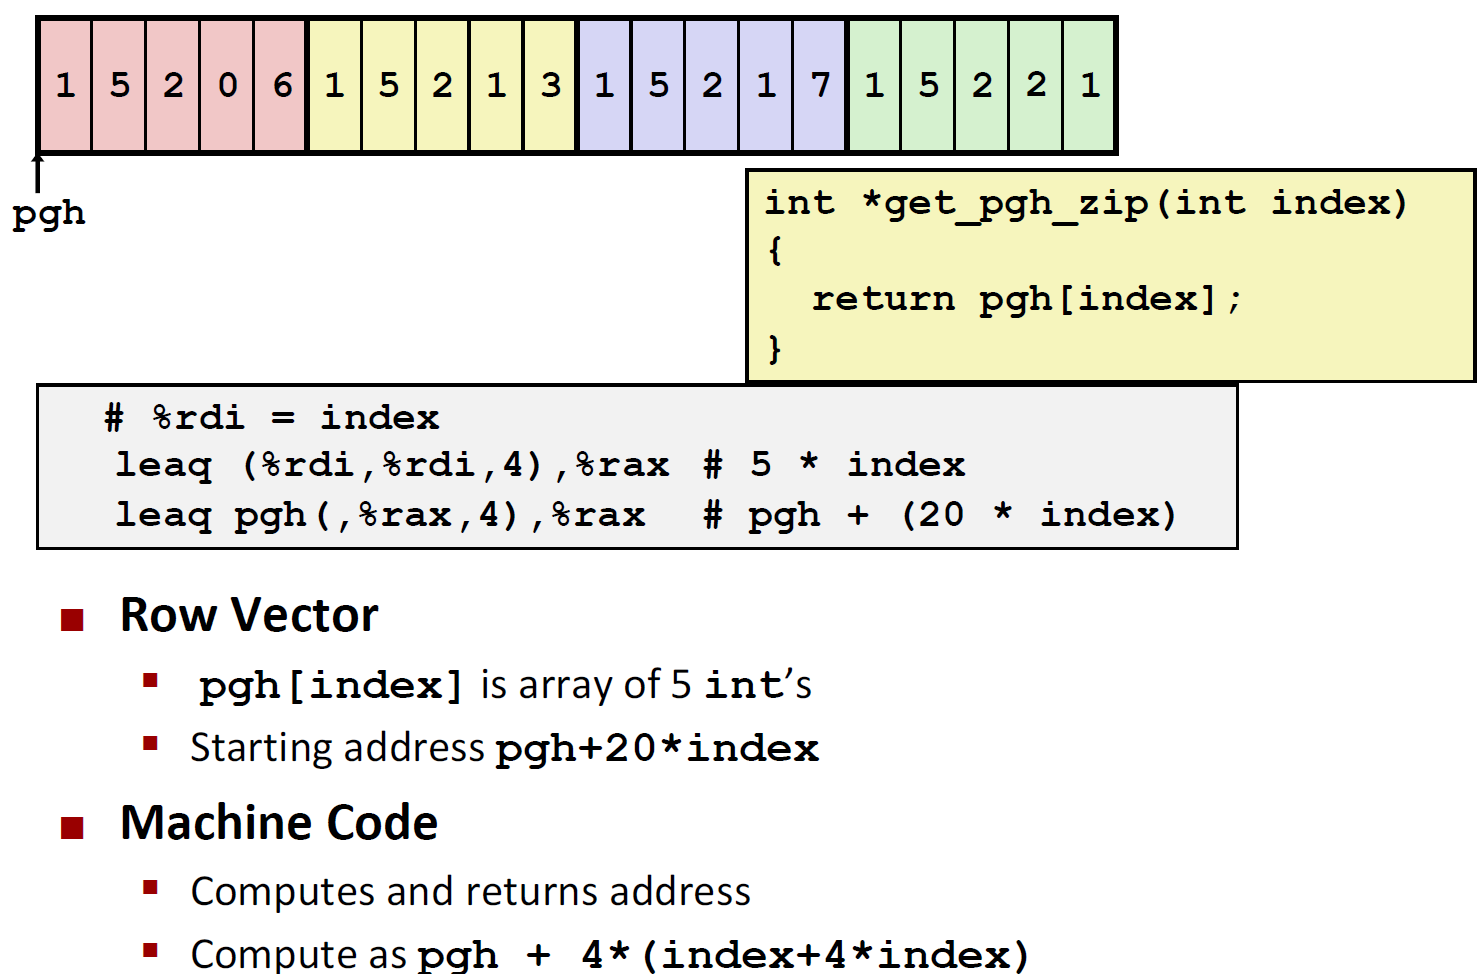 1 5 2 0 6 1 5 2 1 3 1 5 2 1 7 1 5 2 2 1
pgh
int *get_pgh_zip(int index)
{
  return pgh[index];
}
# %rdi = index
leaq (%rdi,%rdi,4),%rax # 5 * index
leaq pgh(,%rax,4),%rax # pgh + (20 * index)
■ Row Vector
■ pgh[index] is array of 5 int’s
■ Starting address pgh+20*index
■ Machine Code
■ Computes and returns address
■ Compute as pgh + 4*(index+4*index)